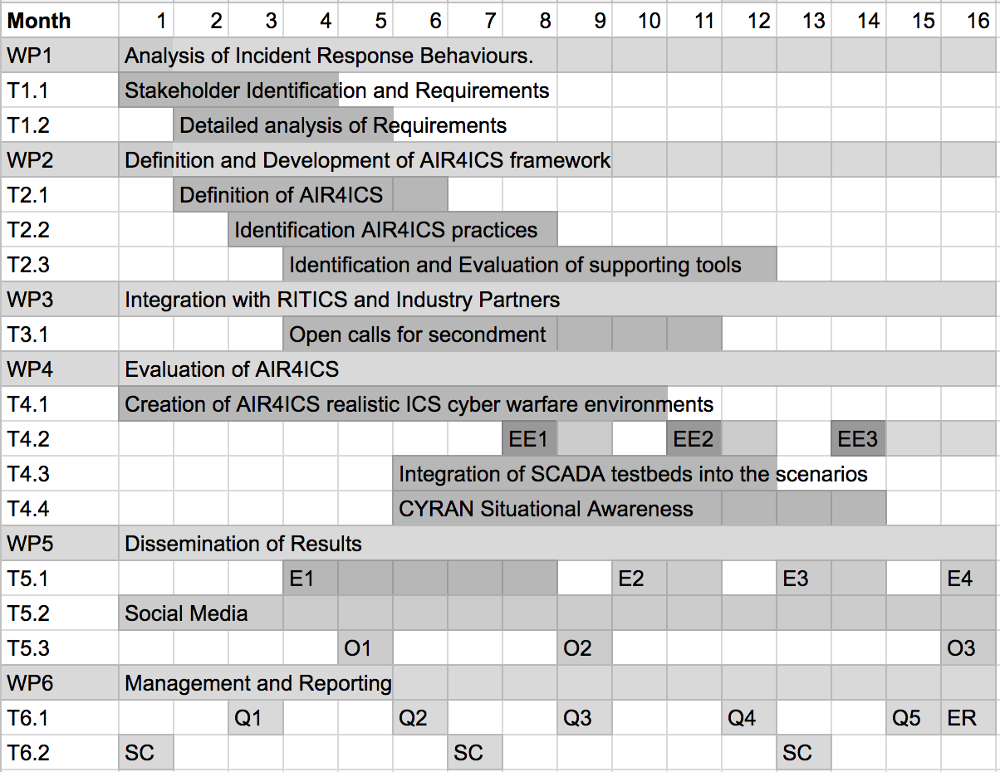 Month 1 2 3 4 5 6 7 8 9 10 11 12 13 14 15 16
WP1 Analysis of Incident Response Behaviours.
T1.1 Stakeholder Identification and Requirements
T1.2 Detailed analysis of Requirements
WP2 Definition and Development of AIR4ICS framework
T2.1 Definition of AIR4ICS
T2.2 Identification AIR4ICS practices
T2.3 Identification and Evaluation of supporting tools
WP3 Integration with RITICS and Industry Partners
T3.1 Open calls for secondment
WP4 Evaluation of AIR4ICS
T4.1 Creation of AIR4ICS realistic ICS cyber warfare environments
T4.2 EE1 EE2 EE3
T4.3 Integration of SCADA testbeds into the scenarios
T4.4 CYRAN Situational Awareness
WP5 Dissemination of Results
T5.1 E1 E2 E3 E4
T5.2 Social Media
T5.3 O1 O2 O3
WP6 Management and Reporting
T6.1 Q1 Q2 Q3 Q4 Q5 ER
T6.2 SC SC SC